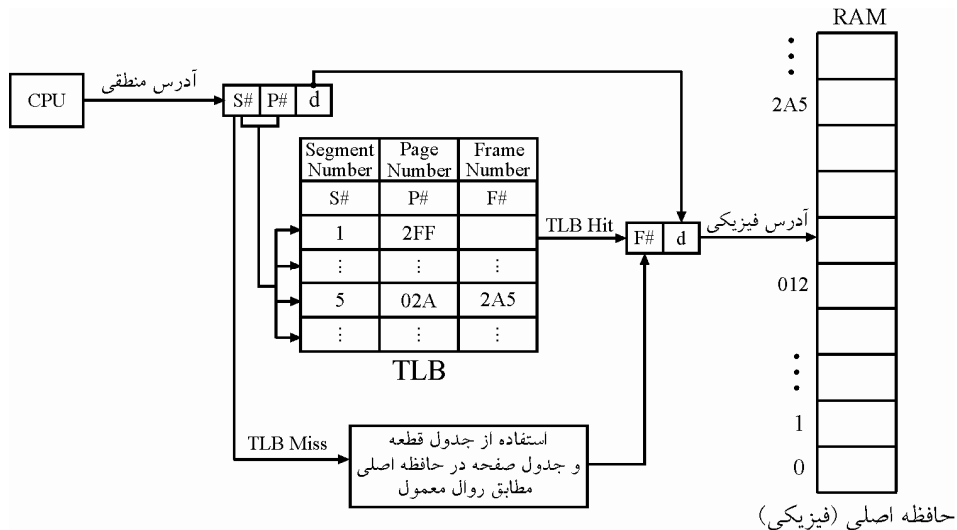 RAM
CPU
آدرس منطقی
S# P# d
2A5
Segment Number Page Number Frame Number
S# P# F#
1 2FF
⋮ ⋮ ⋮
5 02A 2A5
⋮ ⋮ ⋮
TLB
TLB Hit
F# d
آدرس فیزیکی
012
1
0
TLB Miss
استفاده از جدول قطعه
و جدول صفحه در حافظه اصلی
مطابق روال معمول
حافظه اصلی (فیزیکی)